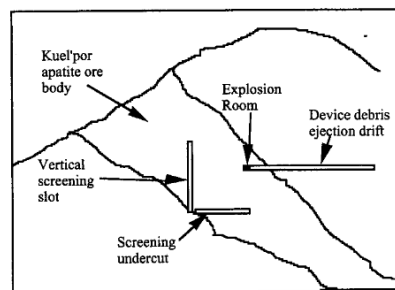 Kuel'por
apatite ore
body
Explosion
Room
Device debris
ejection drift
Vertical
screening
slot
Screening
undercut